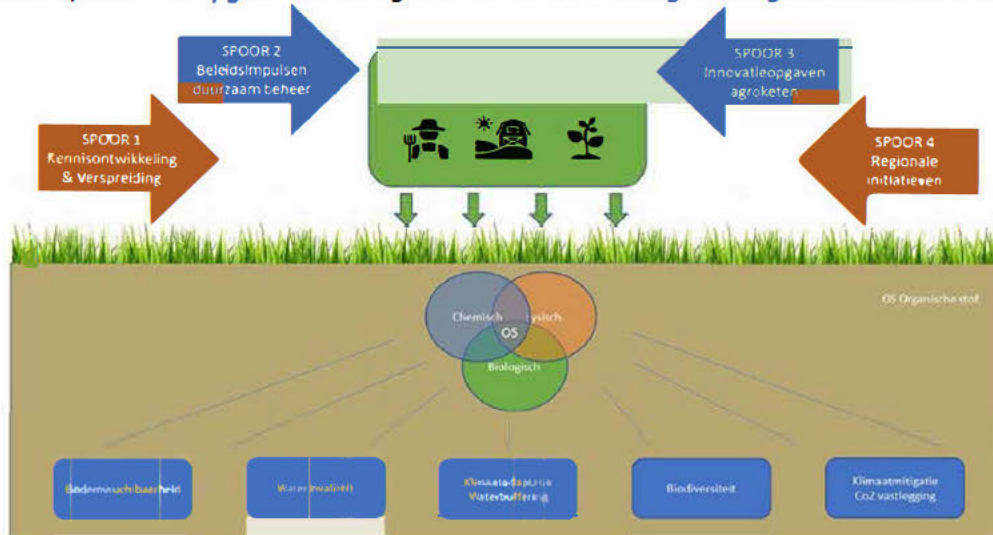 SPOOR 2
Beleidsimpulsen
duurzaam beheer
SPOOR 3
Innovatieopgaven
agroketen
SPOOR 1
Kennisontwikkeling
& Verspreiding
SPOOR 4
Regionale
initiatieven
OS Organische stof
Chemisch
Fysisch
OS
Biologisch
Bodemvruchtbaarheid
Waterkwaliteit
Klimaatadaptatie
Waterbuffering
Biodiversiteit
Klimaatmitigatie
Co2 vastlegging